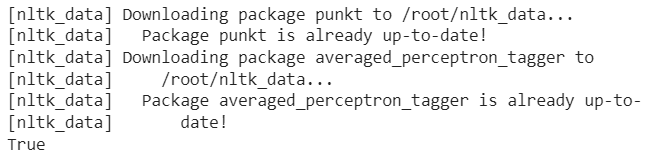 [nltk_data] Downloading package punkt to /root/nltk_data...
[nltk_data]   Package punkt is already up-to-date!
[nltk_data] Downloading package averaged_perceptron_tagger to
[nltk_data]     /root/nltk_data...
[nltk_data]   Package averaged_perceptron_tagger is already up-to-
[nltk_data]       date!
True